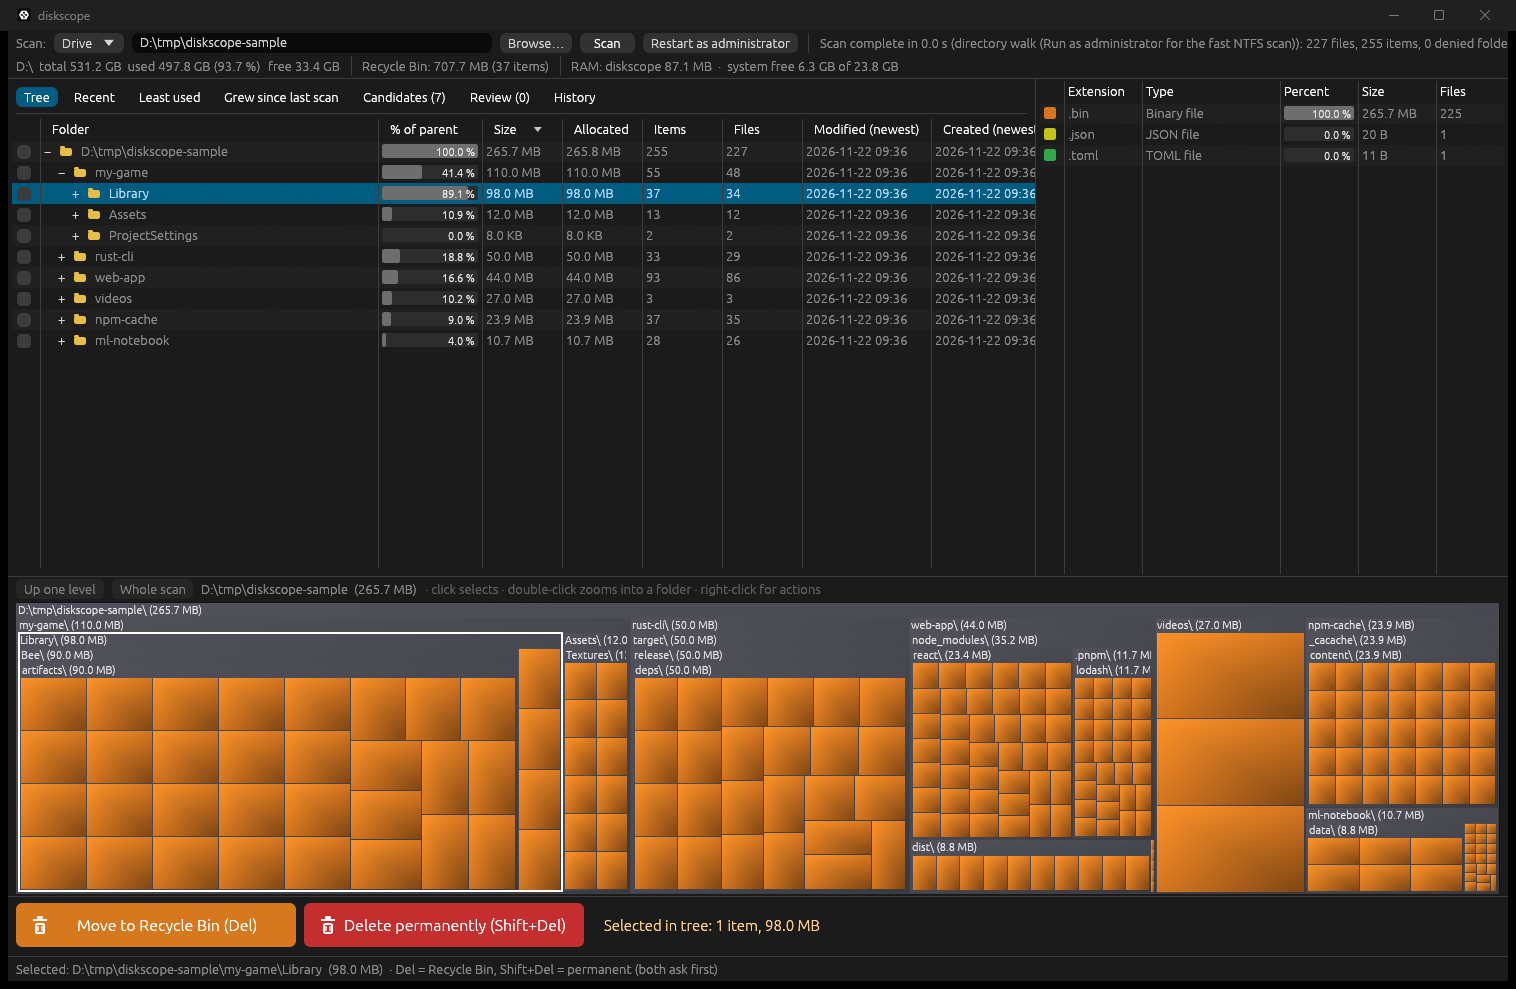 diskscope
Scan: Drive D:\tmp\diskscope-sample Browse... Scan Restart as administrator Scan complete in 0.0 s (directory walk (Run as administrator for the fast NTFS scan)): 227 files, 255 items, 0 denied folde
D:\ total 531.2 GB used 497.8 GB (93.7 %) free 33.4 GB Recycle Bin: 707.7 MB (37 items) RAM: diskscope 87.1 MB · system free 6.3 GB of 23.8 GB
Tree Recent Least used Grew since last scan Candidates (7) Review (0) History
Folder % of parent Size Allocated Items Files Modified (newest) Created (newest
D:\tmp\diskscope-sample 100.0 % 265.7 MB 265.8 MB 255 227 2026-11-22 09:36 2026-11-22 09:36
my-game 41.4 % 110.0 MB 110.0 MB 55 48 2026-11-22 09:36 2026-11-22 09:36
Library 89.1 % 98.0 MB 98.0 MB 37 34 2026-11-22 09:36 2026-11-22 09:36
Assets 10.9 % 12.0 MB 12.0 MB 13 12 2026-11-22 09:36 2026-11-22 09:36
ProjectSettings 0.0 % 8.0 KB 8.0 KB 2 2 2026-11-22 09:36 2026-11-22 09:36
rust-cli 18.8 % 50.0 MB 50.0 MB 33 29 2026-11-22 09:36 2026-11-22 09:36
web-app 16.6 % 44.0 MB 44.0 MB 93 86 2026-11-22 09:36 2026-11-22 09:36
videos 10.2 % 27.0 MB 27.0 MB 3 3 2026-11-22 09:36 2026-11-22 09:36
npm-cache 9.0 % 23.9 MB 23.9 MB 37 35 2026-11-22 09:36 2026-11-22 09:36
ml-notebook 4.0 % 10.7 MB 10.7 MB 28 26 2026-11-22 09:36 2026-11-22 09:36
Extension Type Percent Size Files
.bin Binary file 100.0 % 265.7 MB 225
.json JSON file 0.0 % 20 B 1
.toml TOML file 0.0 % 11 B 1
Up one level Whole scan D:\tmp\diskscope-sample (265.7 MB) · click selects · double-click zooms into a folder · right-click for actions
D:\tmp\diskscope-sample\ (265.7 MB)
my-game\ (110.0 MB)
Library\ (98.0 MB)
Bee\ (90.0 MB)
artifacts\ (90.0 MB)
Assets\ (12.0
Textures\ (1
rust-cli\ (50.0 MB)
target\ (50.0 MB)
release\ (50.0 MB)
deps\ (50.0 MB)
web-app\ (44.0 MB)
node_modules\ (35.2 MB)
react\ (23.4 MB)
.pnpm\ (11.7 M
lodash\ (11.7 M
dist\ (8.8 MB)
videos\ (27.0 MB)
npm-cache\ (23.9 MB)
_cacache\ (23.9 MB)
content\ (23.9 MB)
ml-notebook\ (10.7 MB)
data\ (8.8 MB)
Move to Recycle Bin (Del) Delete permanently (Shift+Del) Selected in tree: 1 item, 98.0 MB
Selected: D:\tmp\diskscope-sample\my-game\Library (98.0 MB) · Del = Recycle Bin, Shift+Del = permanent (both ask first)